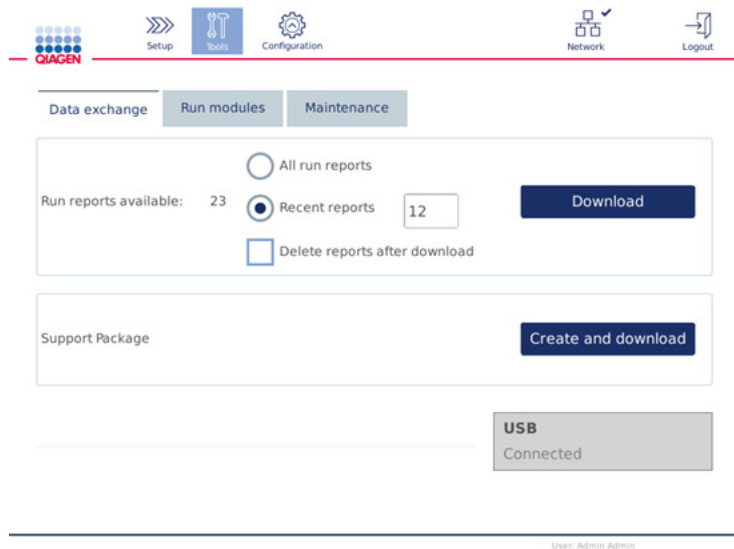 QIAGEN
Setup
Tools
Configuration
Network
Logout
Data exchange
Run modules
Maintenance
All run reports
Run reports available: 23
Recent reports 12
Download
Delete reports after download
Support Package
Create and download
USB
Connected
User: Admin Admin